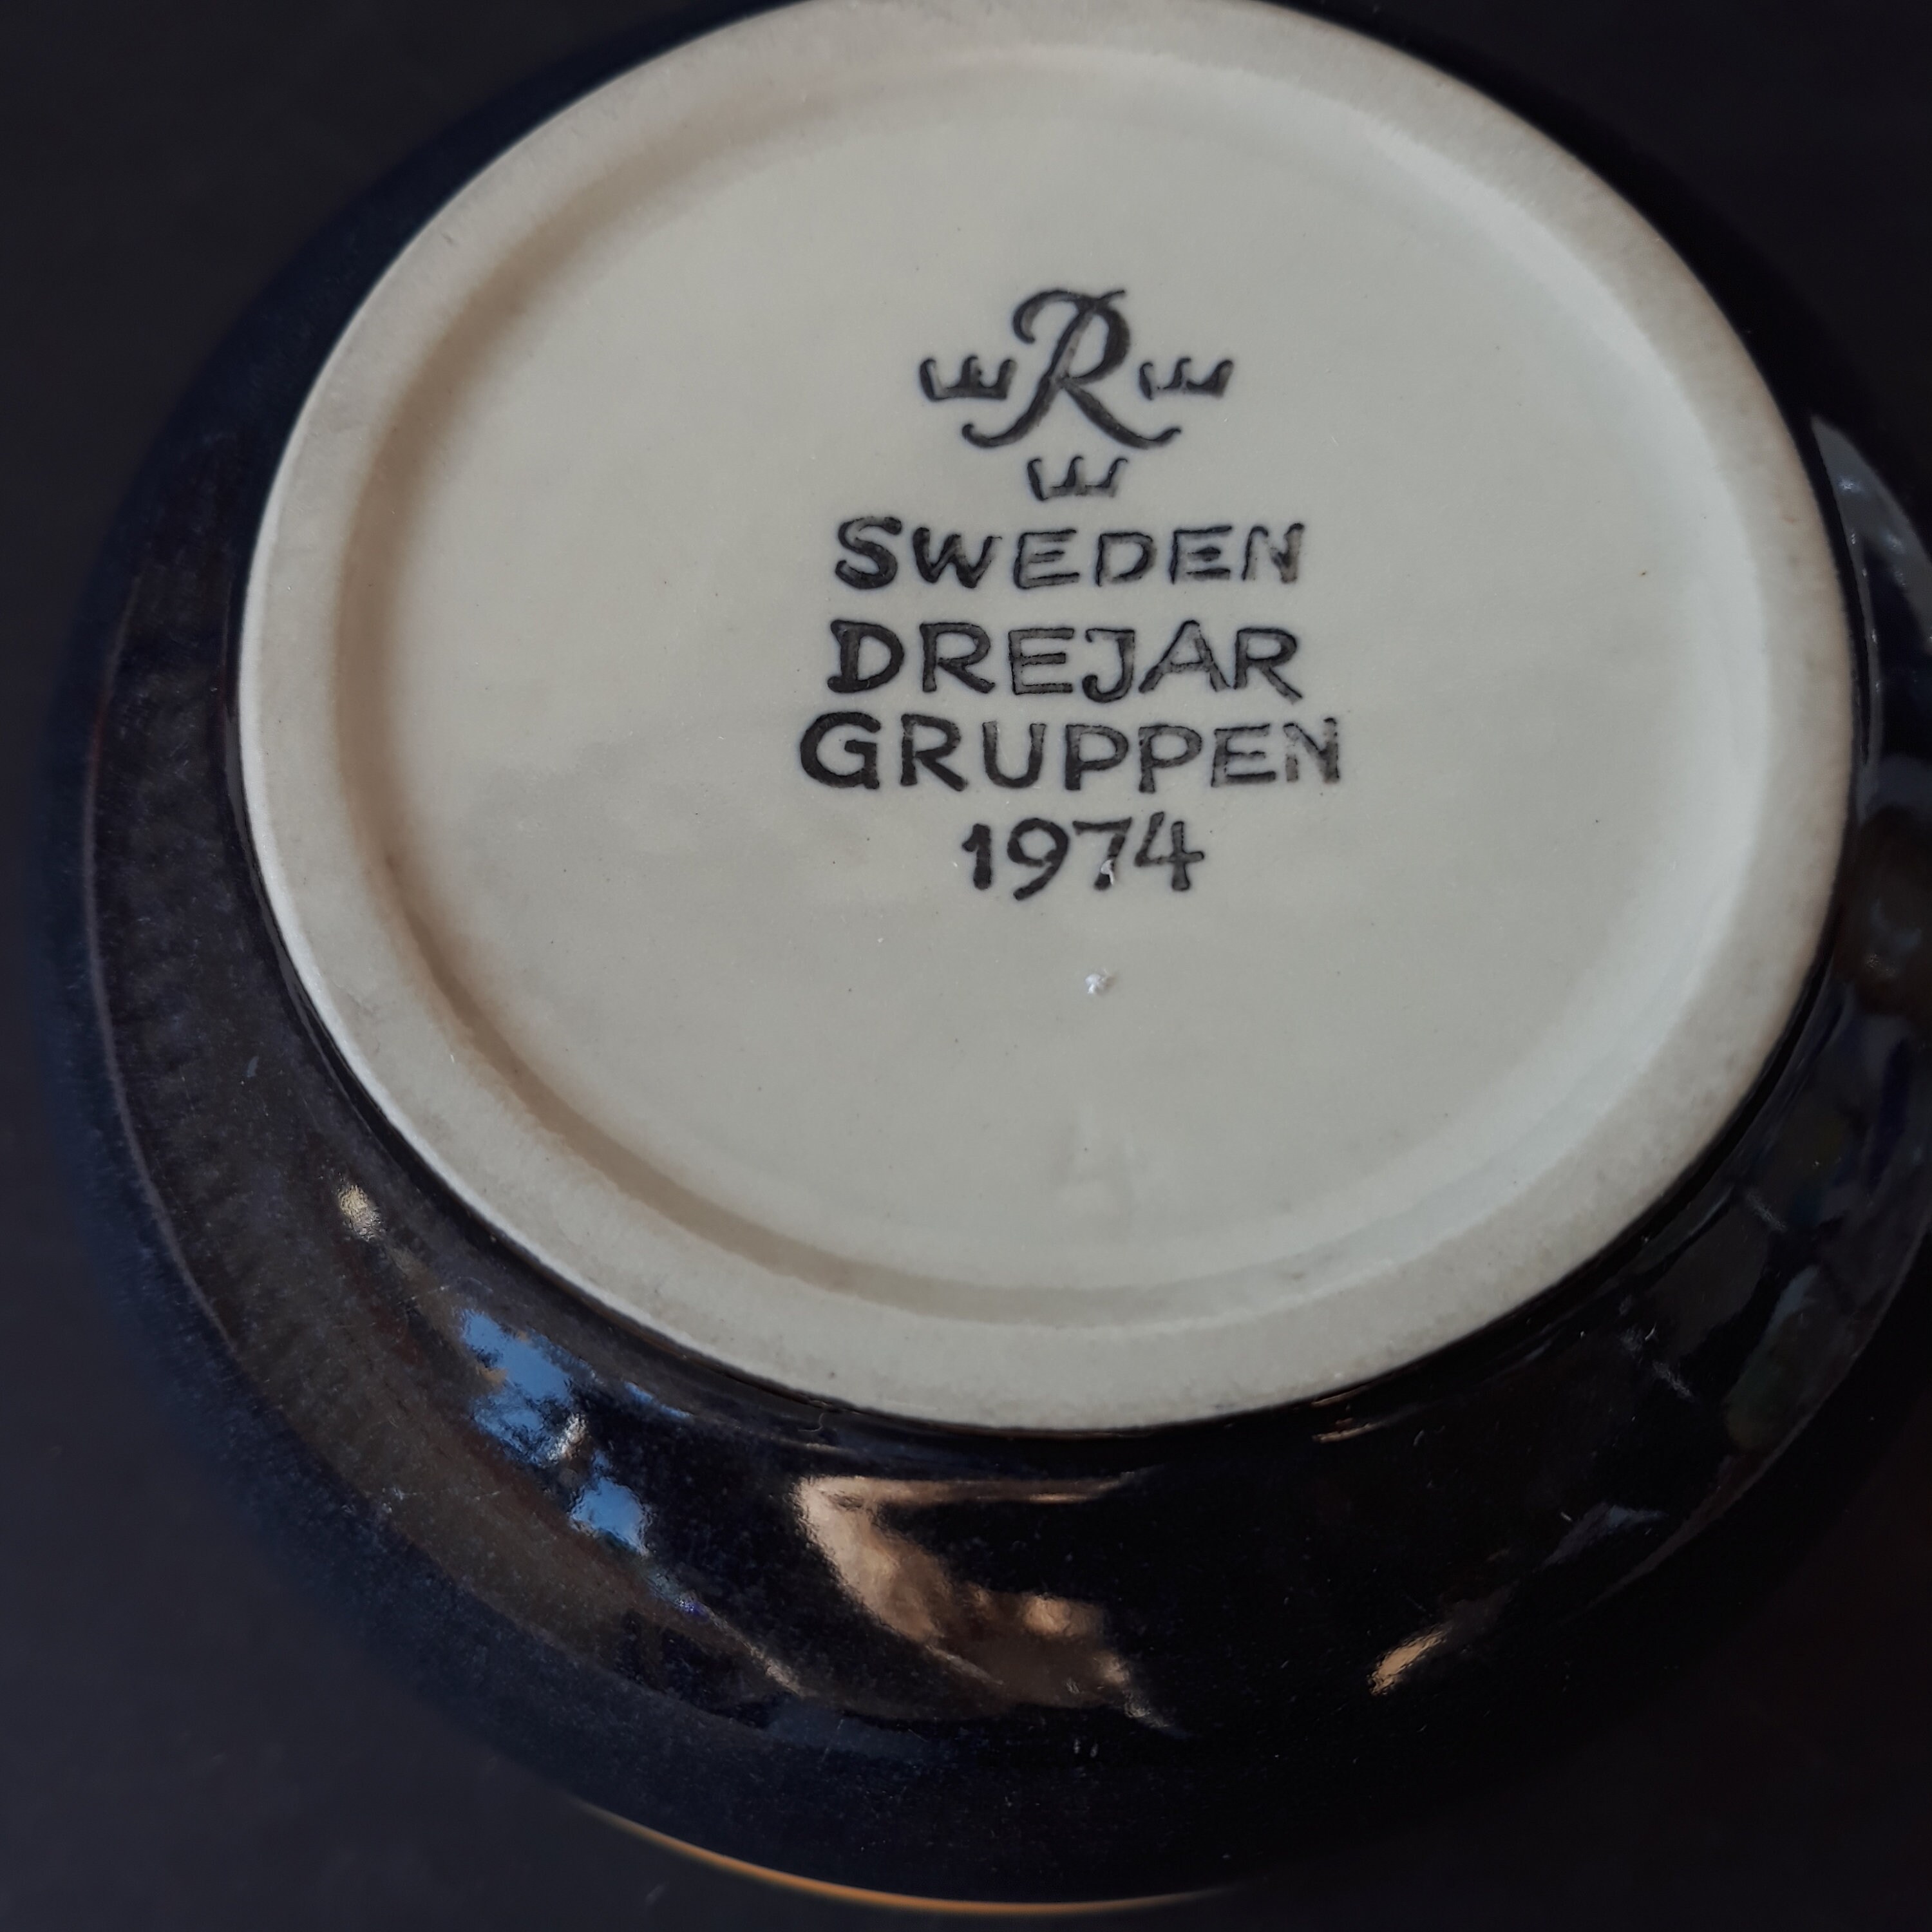 R
SWEDEN
DREJAR
GRUPPEN
1974